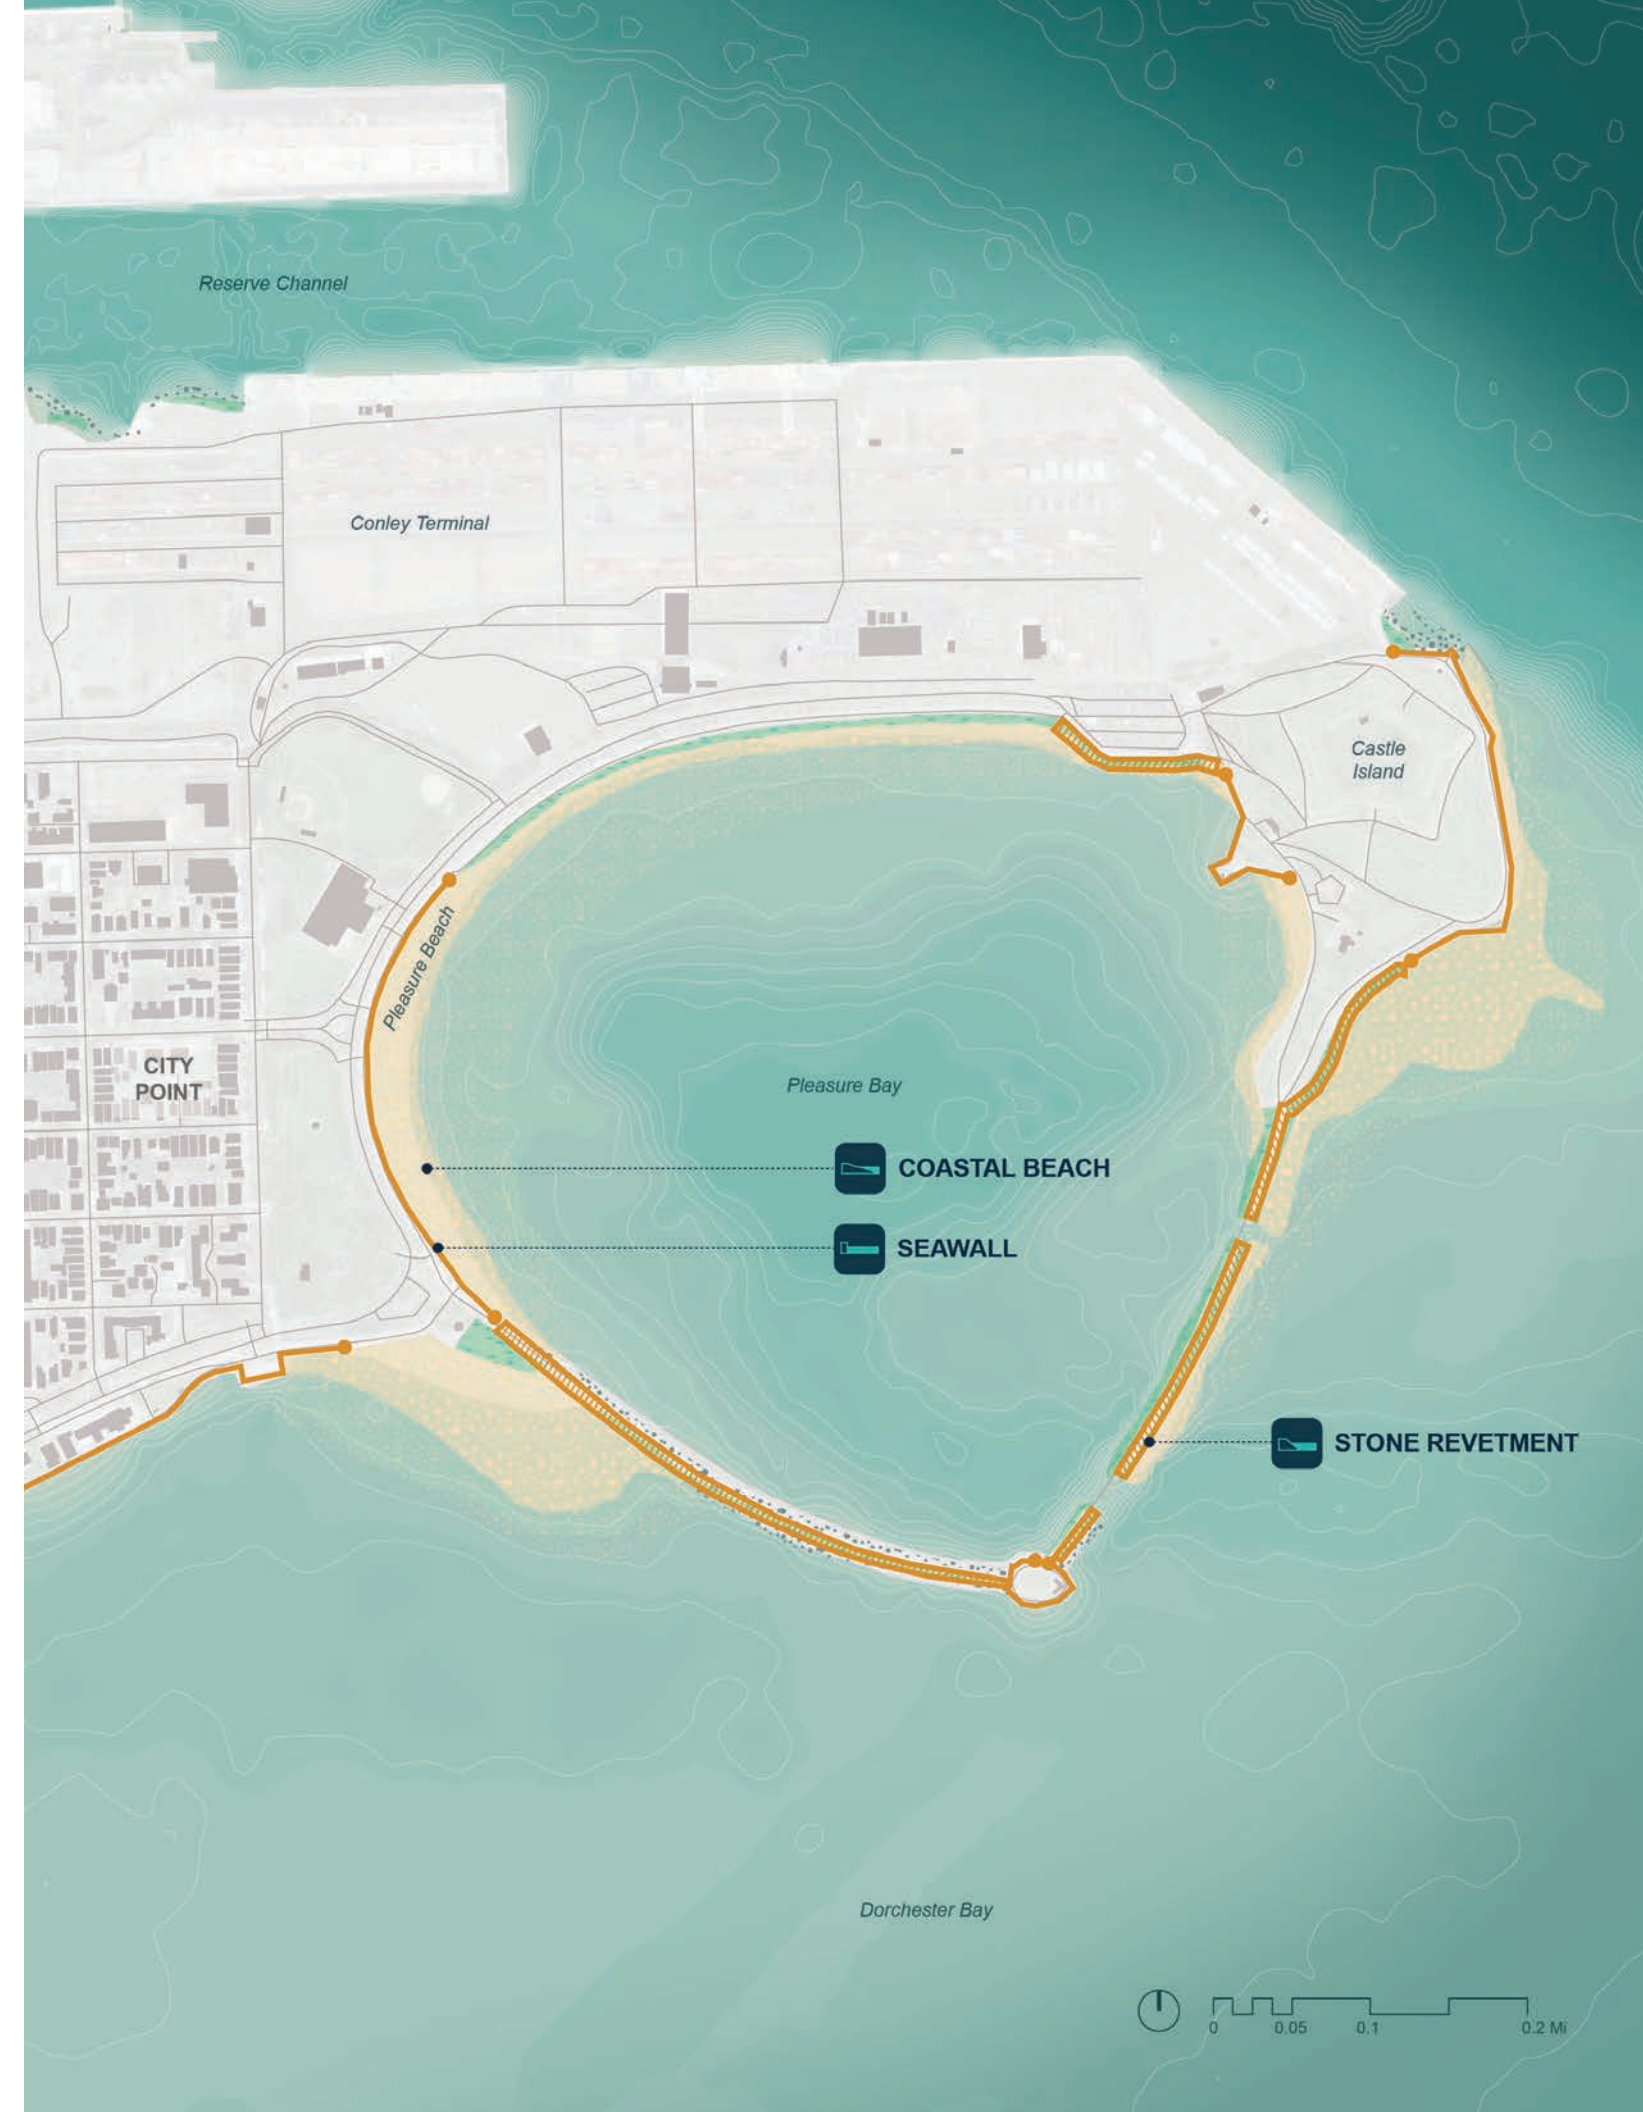 Reserve Channel
Conley Terminal
Castle
Island
Pleasure Beach
CITY
POINT
Pleasure Bay
COASTAL BEACH
SEAWALL
STONE REVETMENT
Dorchester Bay
0 0.05 0.1 0.2 Mi